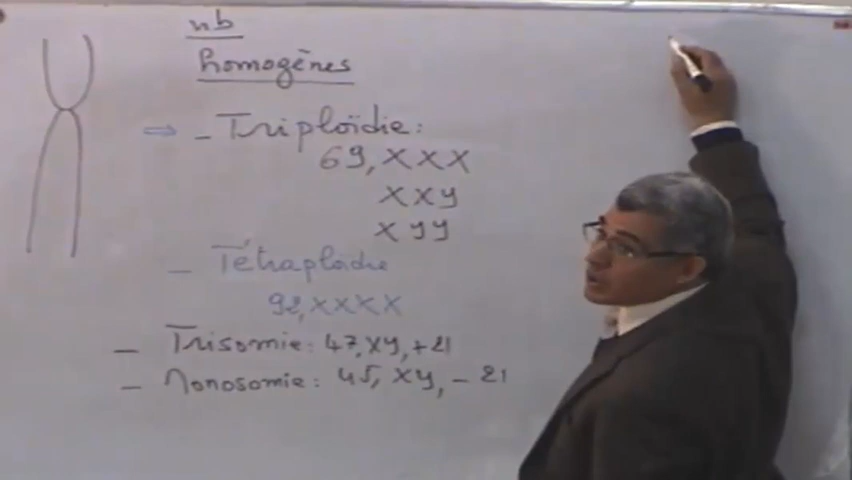 nb
homogènes
⇒ - Triploïdie:
69, XXX
XXY
XYY
- Tétraploïdie
92, XXXX
- Trisomie: 47, XY, +21
- Monosomie: 45, XY, - 21